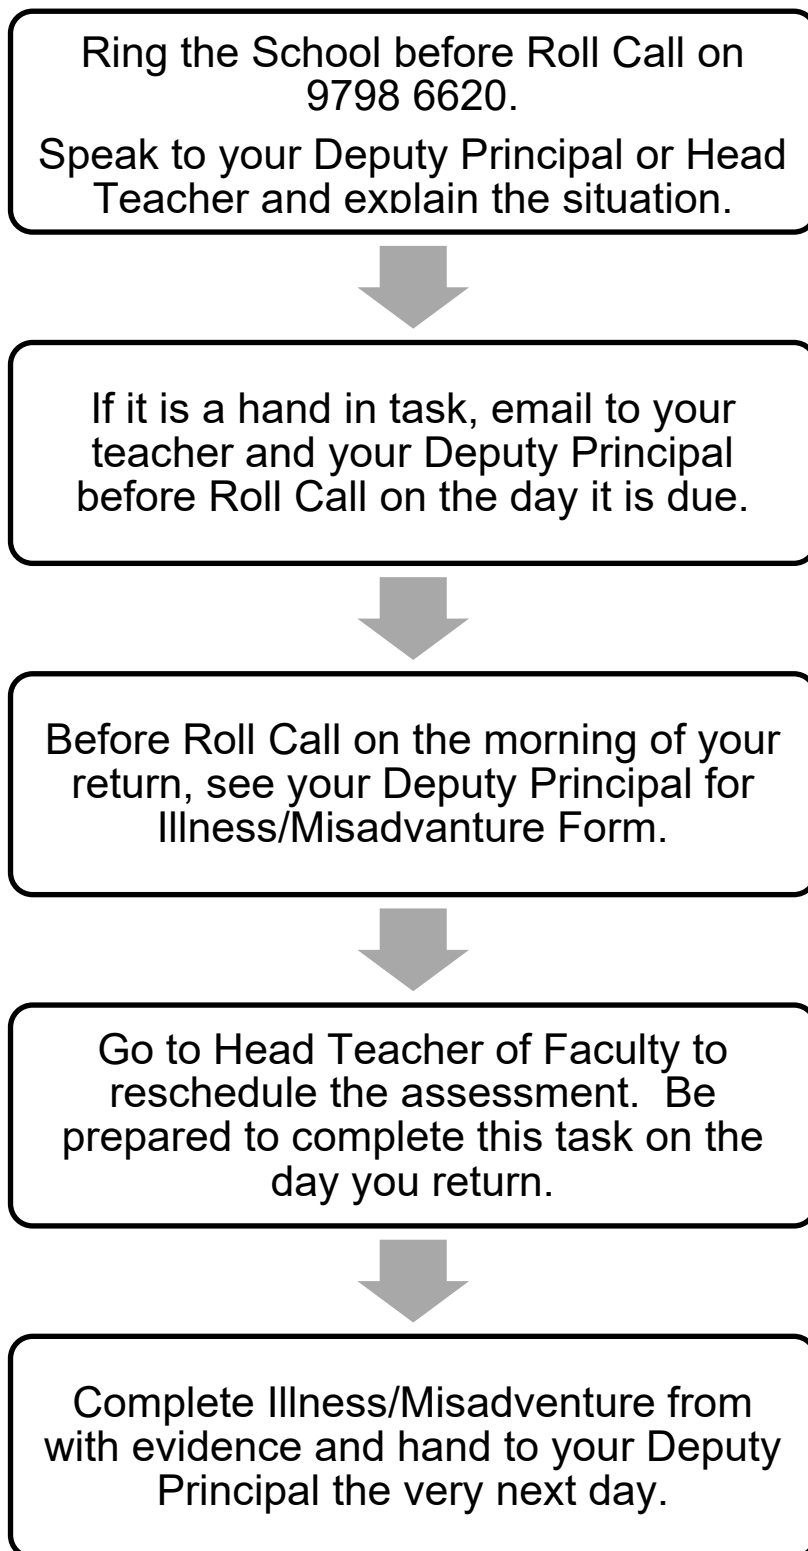 Ring the School before Roll Call on
9798 6620.
Speak to your Deputy Principal or Head
Teacher and explain the situation.
If it is a hand in task, email to your
teacher and your Deputy Principal
before Roll Call on the day it is due.
Before Roll Call on the morning of your
return, see your Deputy Principal for
Illness/Misadvanture Form.
Go to Head Teacher of Faculty to
reschedule the assessment.  Be
prepared to complete this task on the
day you return.
Complete Illness/Misadventure from
with evidence and hand to your Deputy
Principal the very next day.